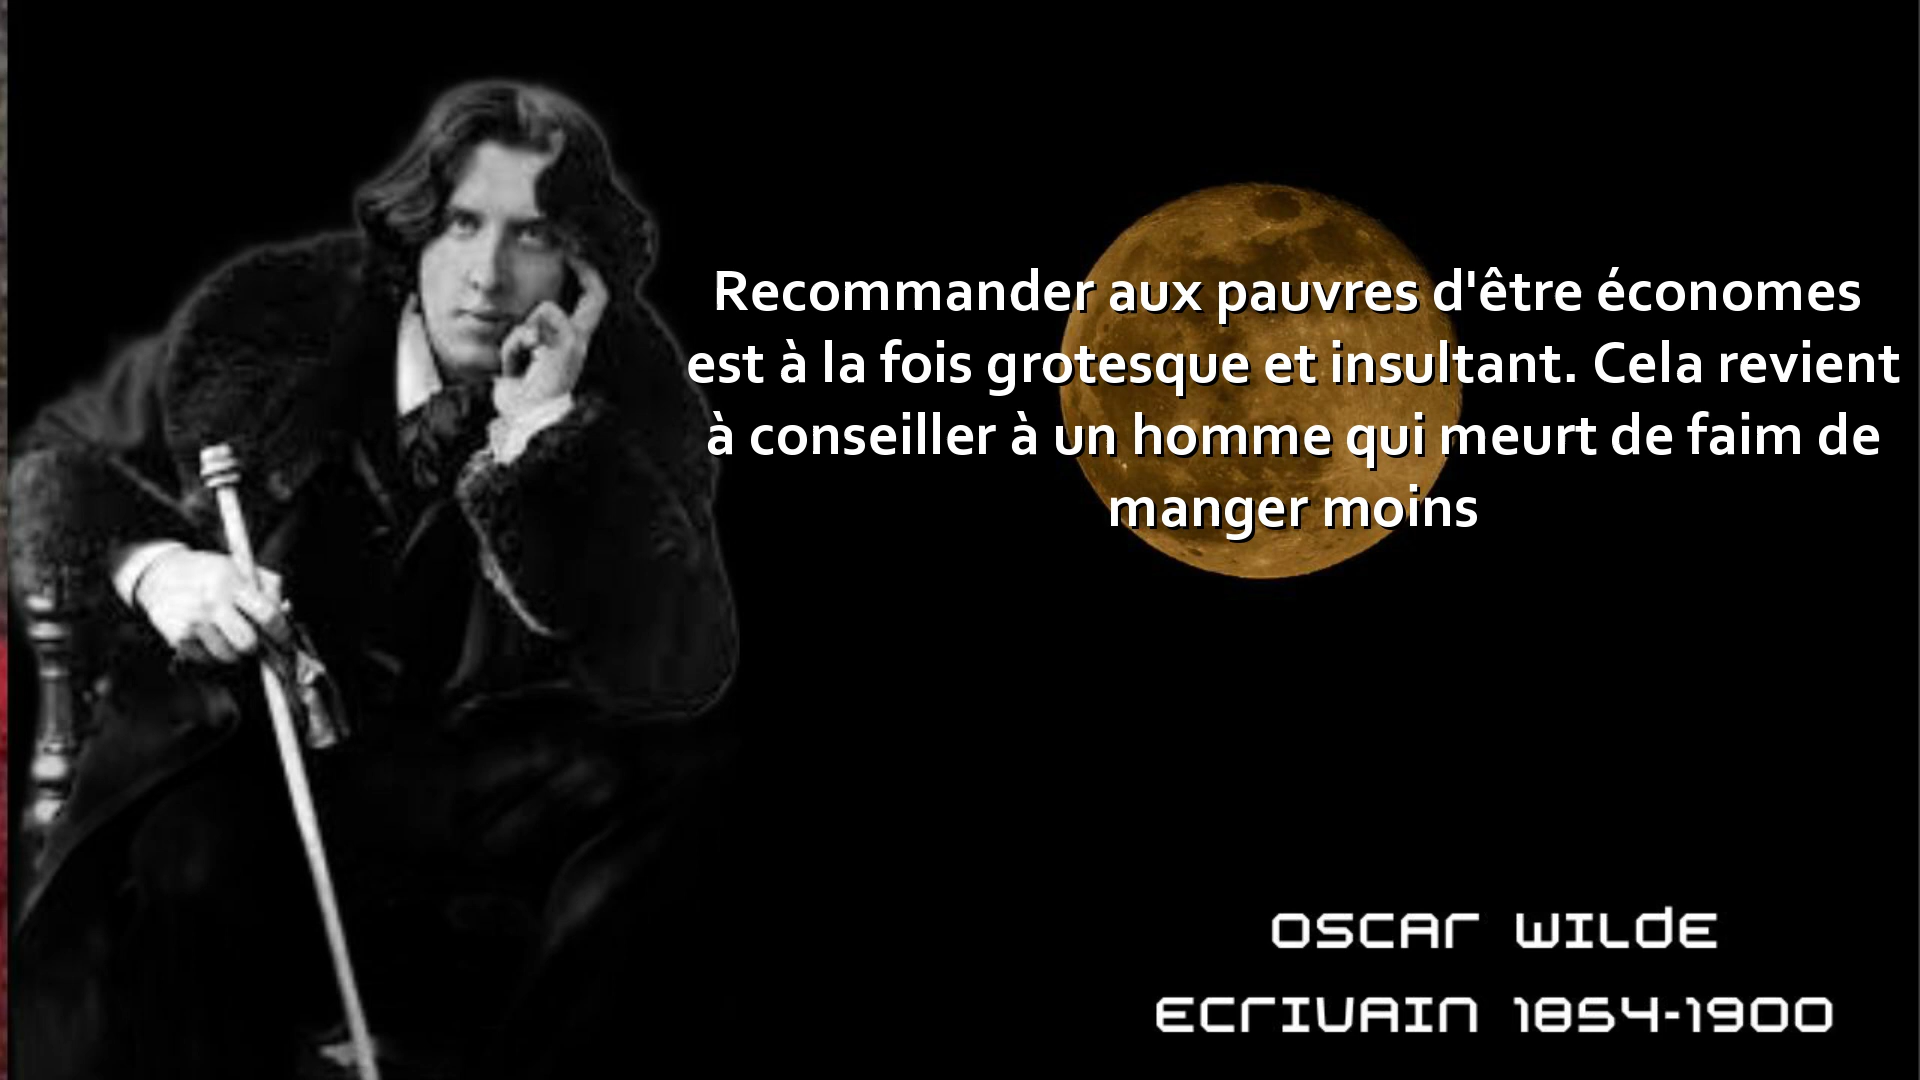 Recommander aux pauvres d'être économes
est à la fois grotesque et insultant. Cela revient
à conseiller à un homme qui meurt de faim de
manger moins
OSCAR WILDE
ECRIVAIN 1854-1900